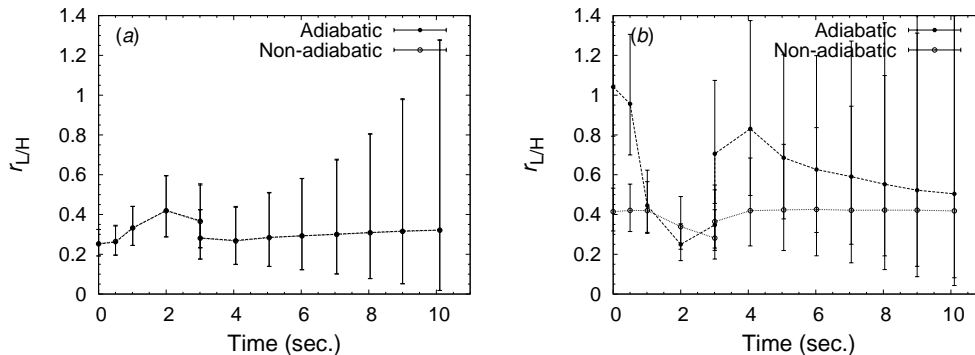 (a)
Adiabatic
Non-adiabatic
r_L/H
1.4
1.2
1
0.8
0.6
0.4
0.2
0
0 2 4 6 8 10
Time (sec.)
(b)
Adiabatic
Non-adiabatic
r_L/H
1.4
1.2
1
0.8
0.6
0.4
0.2
0
0 2 4 6 8 10
Time (sec.)